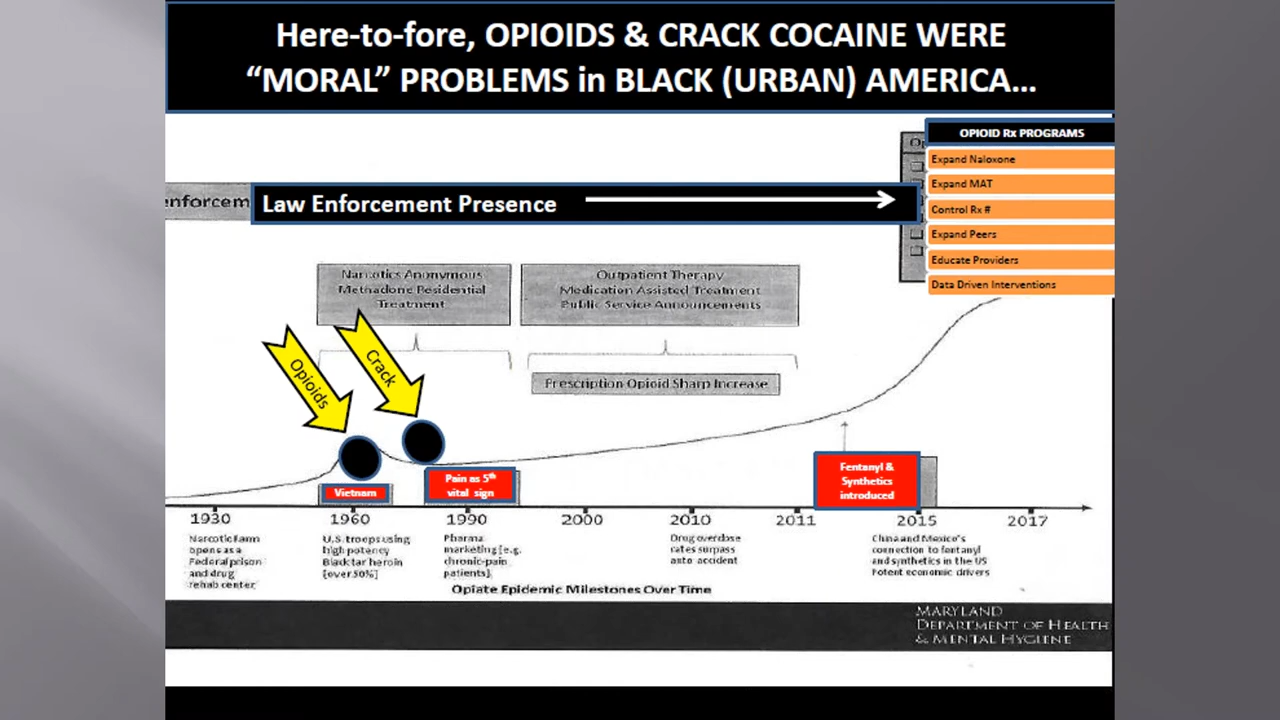 Here-to-fore, OPIOIDS & CRACK COCAINE WERE
“MORAL” PROBLEMS in BLACK (URBAN) AMERICA…
OPIOID Rx PROGRAMS
Expand Naloxone
Expand MAT
Control Rx #
Expand Peers
Educate Providers
Data Driven Interventions
Law Enforcement Presence
Narcotics Anonymous
Methadone Residential
Treatment
Outpatient Therapy
Medication Assisted Treatment
Public Service Announcements
Prescription Opioid Sharp Increase
Opioids
Crack
Vietnam
Pain as 5th
vital sign
Fentanyl &
Synthetics
introduced
1930
1960
1990
2000
2010
2011
2015
2017
Narcotic Farm
opens as a
Federal prison
and drug
rehab center
U.S. troops using
high potency
Black tar heroin
[over 50%]
Pharma
marketing [e.g.
chronic-pain
patients]
Drug overdose
rates surpass
auto accident
China and Mexico's
connection to fentanyl
and synthetics in the US
Potent economic drivers
Opiate Epidemic Milestones Over Time
MARYLAND
DEPARTMENT OF HEALTH
& MENTAL HYGIENE